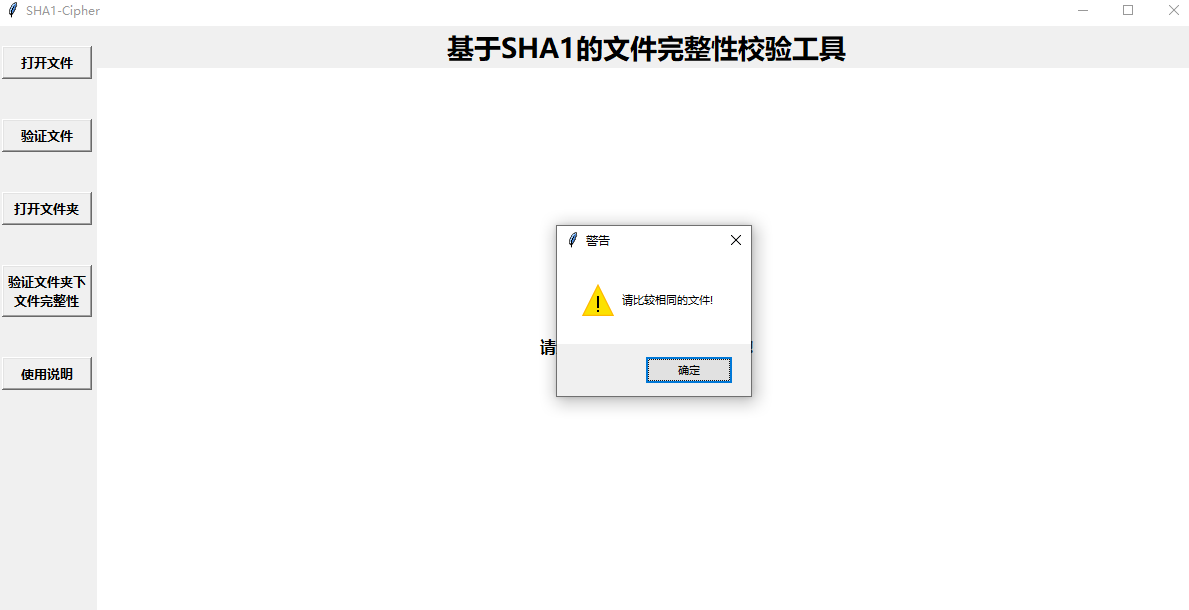 SHA1-Cipher
基于SHA1的文件完整性校验工具
打开文件
验证文件
打开文件夹
验证文件夹下
文件完整性
使用说明
警告
请比较相同的文件!
请
确定